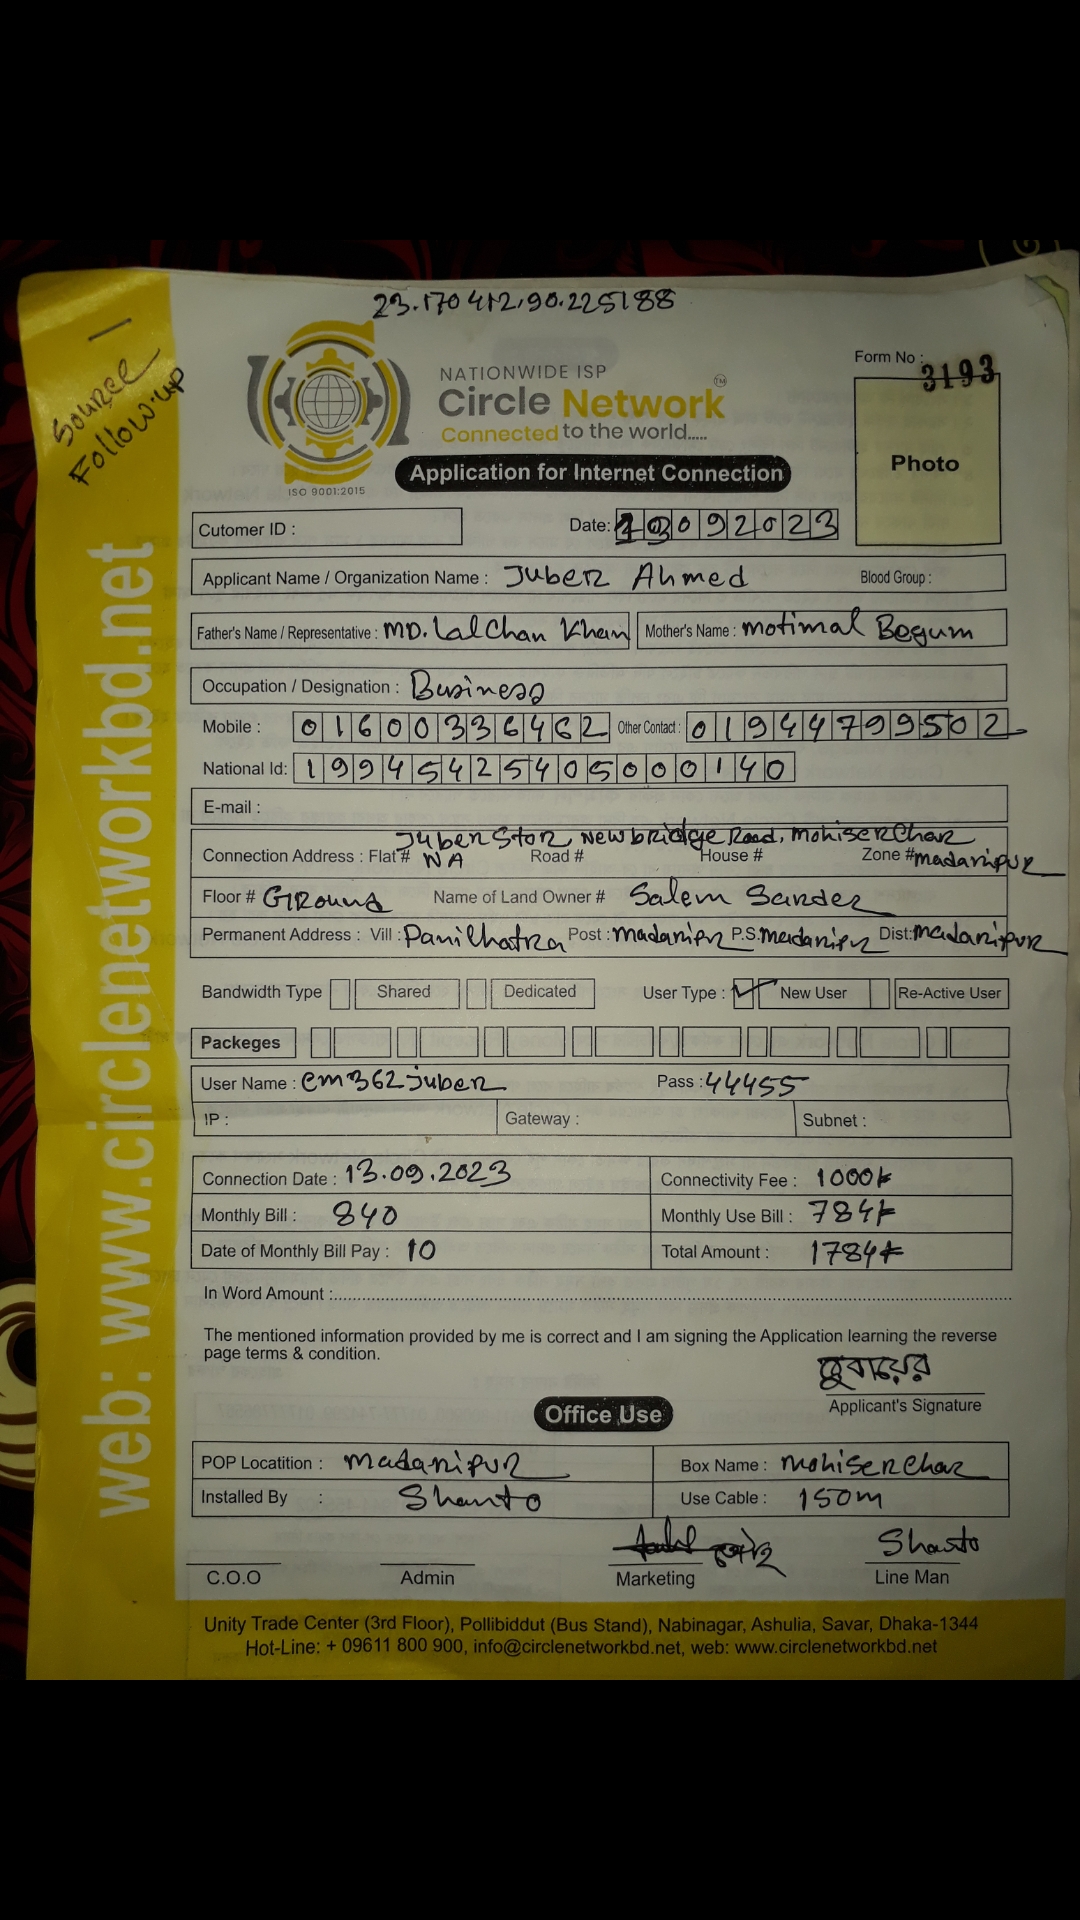 23.170412,90.225188
Source
Follow-up
Form No : 3193
NATIONWIDE ISP
Circle Network TM
Connected to the world.....
ISO 9001:2015
Application for Internet Connection
Photo
Cutomer ID :
Date: 13092023
Applicant Name / Organization Name : Juber Ahmed Blood Group :
Father's Name / Representative : MD. Lal Chan Khan Mother's Name : Motimal Begum
Occupation / Designation : Business
Mobile : 01600336462 Other Contact : 01944799502
National Id: 19945425405000140
E-mail :
Juber Stor, New bridge Road, Mohiserchar
Connection Address : Flat # NA Road # House # Zone # madaripur
Floor # Ground Name of Land Owner # Salem Sarder
Permanent Address : Vill : Panichatra Post : madaripr P.S. madaripr Dist: madaripur
Bandwidth Type Shared Dedicated User Type : ✓ New User Re-Active User
Packeges
User Name : cm362juber Pass : 44455
IP : Gateway : Subnet :
Connection Date : 13.09.2023 Connectivity Fee : 1000
Monthly Bill : 840 Monthly Use Bill : 784
Date of Monthly Bill Pay : 10 Total Amount : 1784
In Word Amount :
The mentioned information provided by me is correct and I am signing the Application learning the reverse
page terms & condition.
জুবায়ের
Applicant's Signature
Office Use
POP Locatition : madaripur Box Name : Mohiserchar
Installed By : Shanto Use Cable : 150m
Shanto
C.O.O Admin Marketing Line Man
Unity Trade Center (3rd Floor), Pollibiddut (Bus Stand), Nabinagar, Ashulia, Savar, Dhaka-1344
Hot-Line: + 09611 800 900, info@circlenetworkbd.net, web: www.circlenetworkbd.net
web: www.circlenetworkbd.net